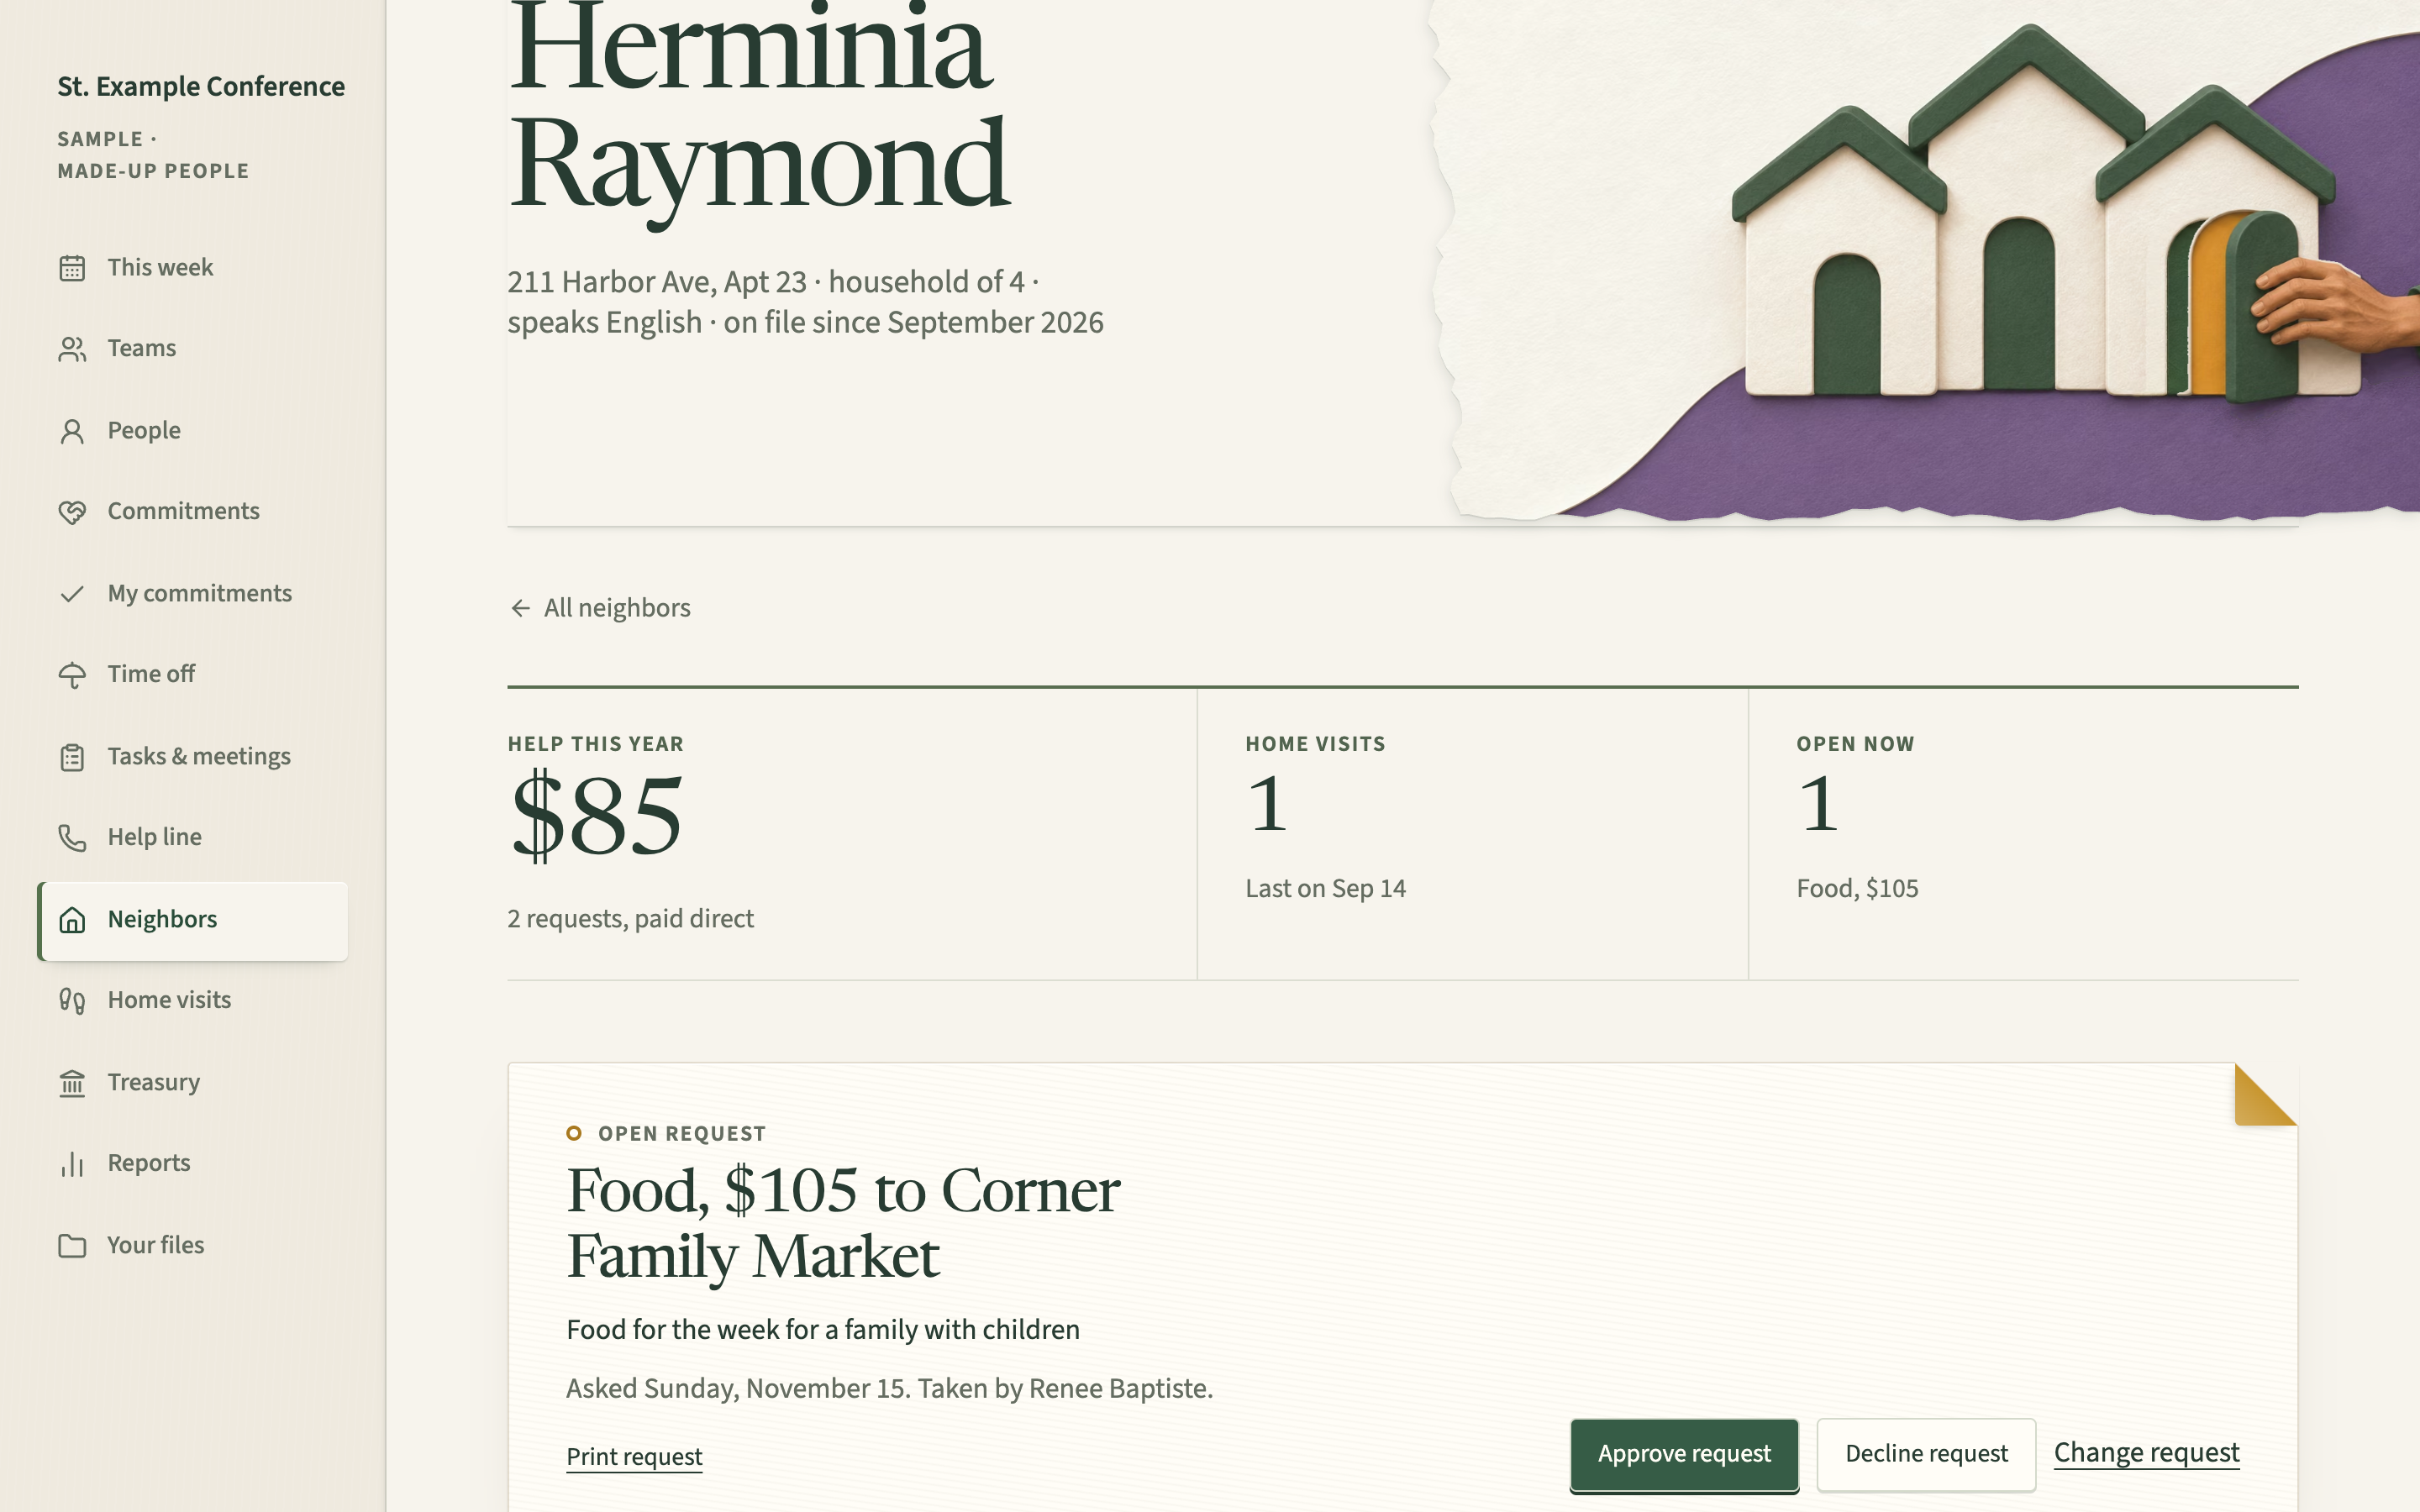 St. Example Conference
SAMPLE ·
MADE-UP PEOPLE
This week
Teams
People
Commitments
My commitments
Time off
Tasks & meetings
Help line
Neighbors
Home visits
Treasury
Reports
Your files
Herminia
Raymond
211 Harbor Ave, Apt 23 · household of 4 ·
speaks English · on file since September 2026
All neighbors
HELP THIS YEAR
$85
2 requests, paid direct
HOME VISITS
1
Last on Sep 14
OPEN NOW
1
Food, $105
OPEN REQUEST
Food, $105 to Corner
Family Market
Food for the week for a family with children
Asked Sunday, November 15. Taken by Renee Baptiste.
Print request
Approve request
Decline request
Change request